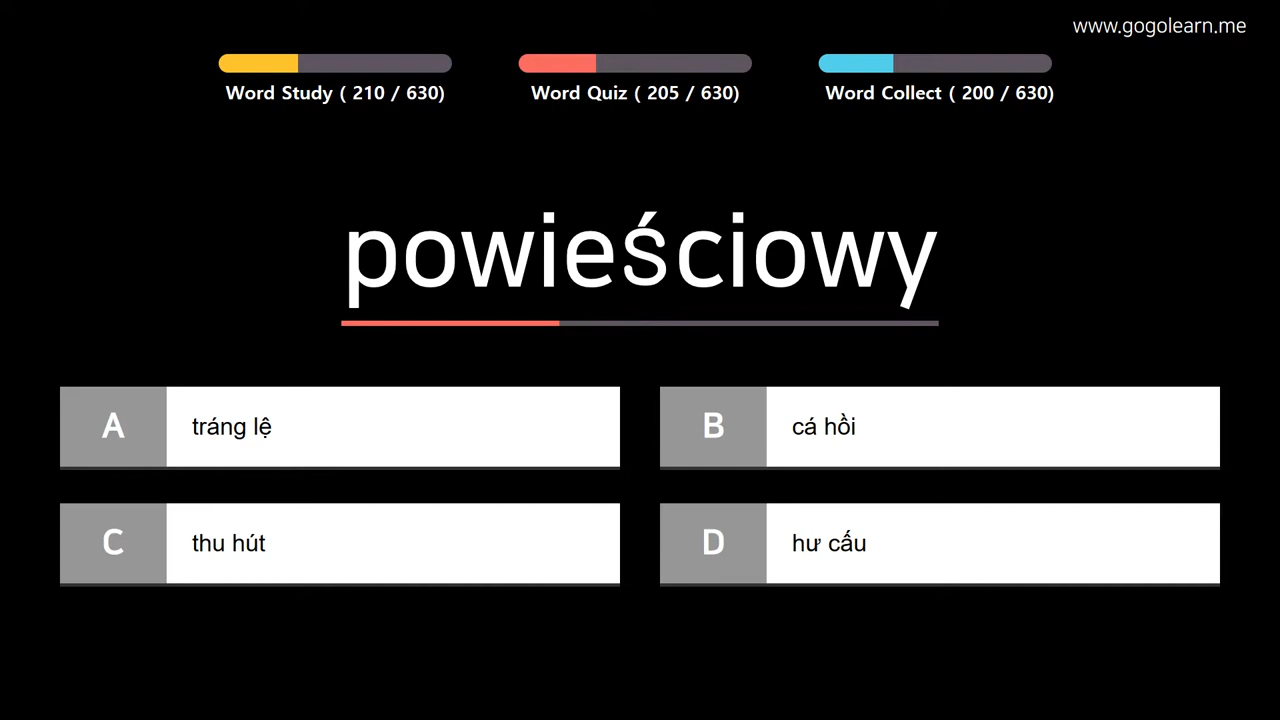 www.gogolearn.me
Word Study ( 210 / 630)
Word Quiz ( 205 / 630)
Word Collect ( 200 / 630)
powieściowy
A tráng lệ
B cá hồi
C thu hút
D hư cấu